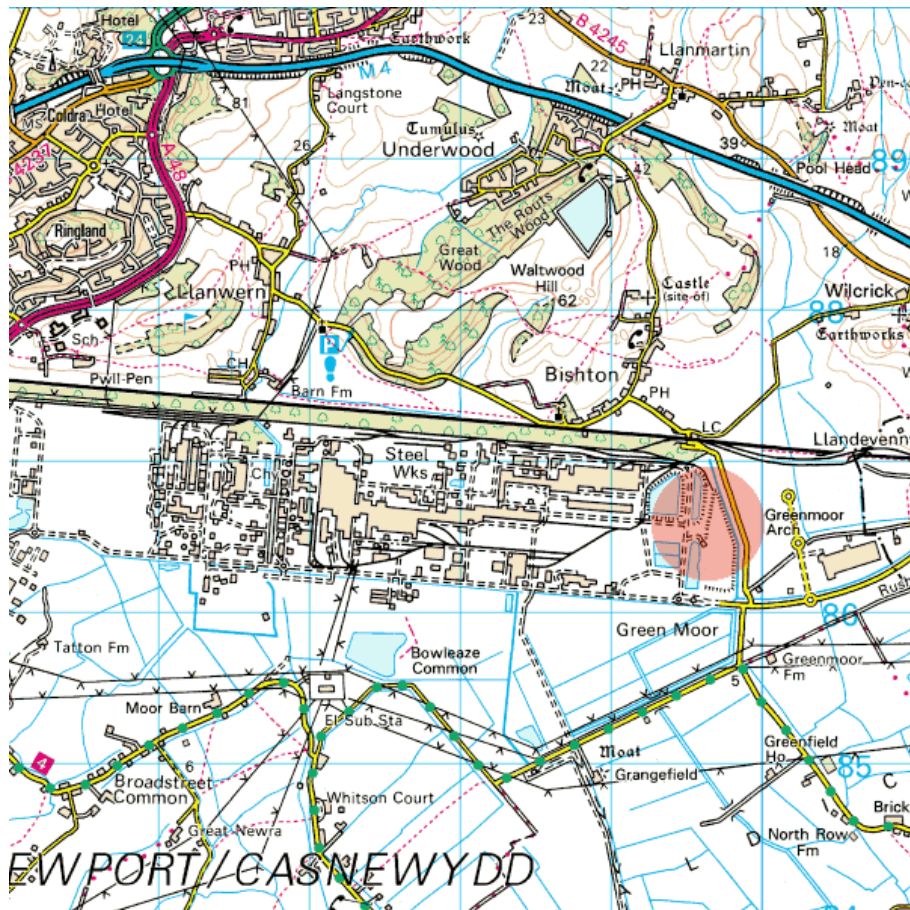 Hotel
24
23
B 4245
Earthwork
22
Llanmartin
M 4
Moat
PH
Langstone
Court
Coldra
Hotel
MS
81
Tumulus
Moat
A 48
26
Underwood
39
4237
42
Pool Head
89
The Routs
Wood
Ringland
Great
Wood
18
PH
Waltwood
Hill
62
Castle
(site of)
Wilcrick
Llanwern
88
Earthworks
Sch
P
CH
Bishton
Pwll-Pen
Barn Fm
PH
LC
Steel
Wks
Llandevenny
Ch
Greenmoor
Arch
Green Moor
Tatton Fm
Bowleaze
Common
Greenmoor
Fm
5
Moor Barn
El Sub Sta
Moat
Greenfield
Ho
4
6
85
Broadstreet
Common
Grangefield
C
Whitson Court
Brick
Great Newra
D
North Row
Fm
L
EWPORT/CASNEWYDD
A